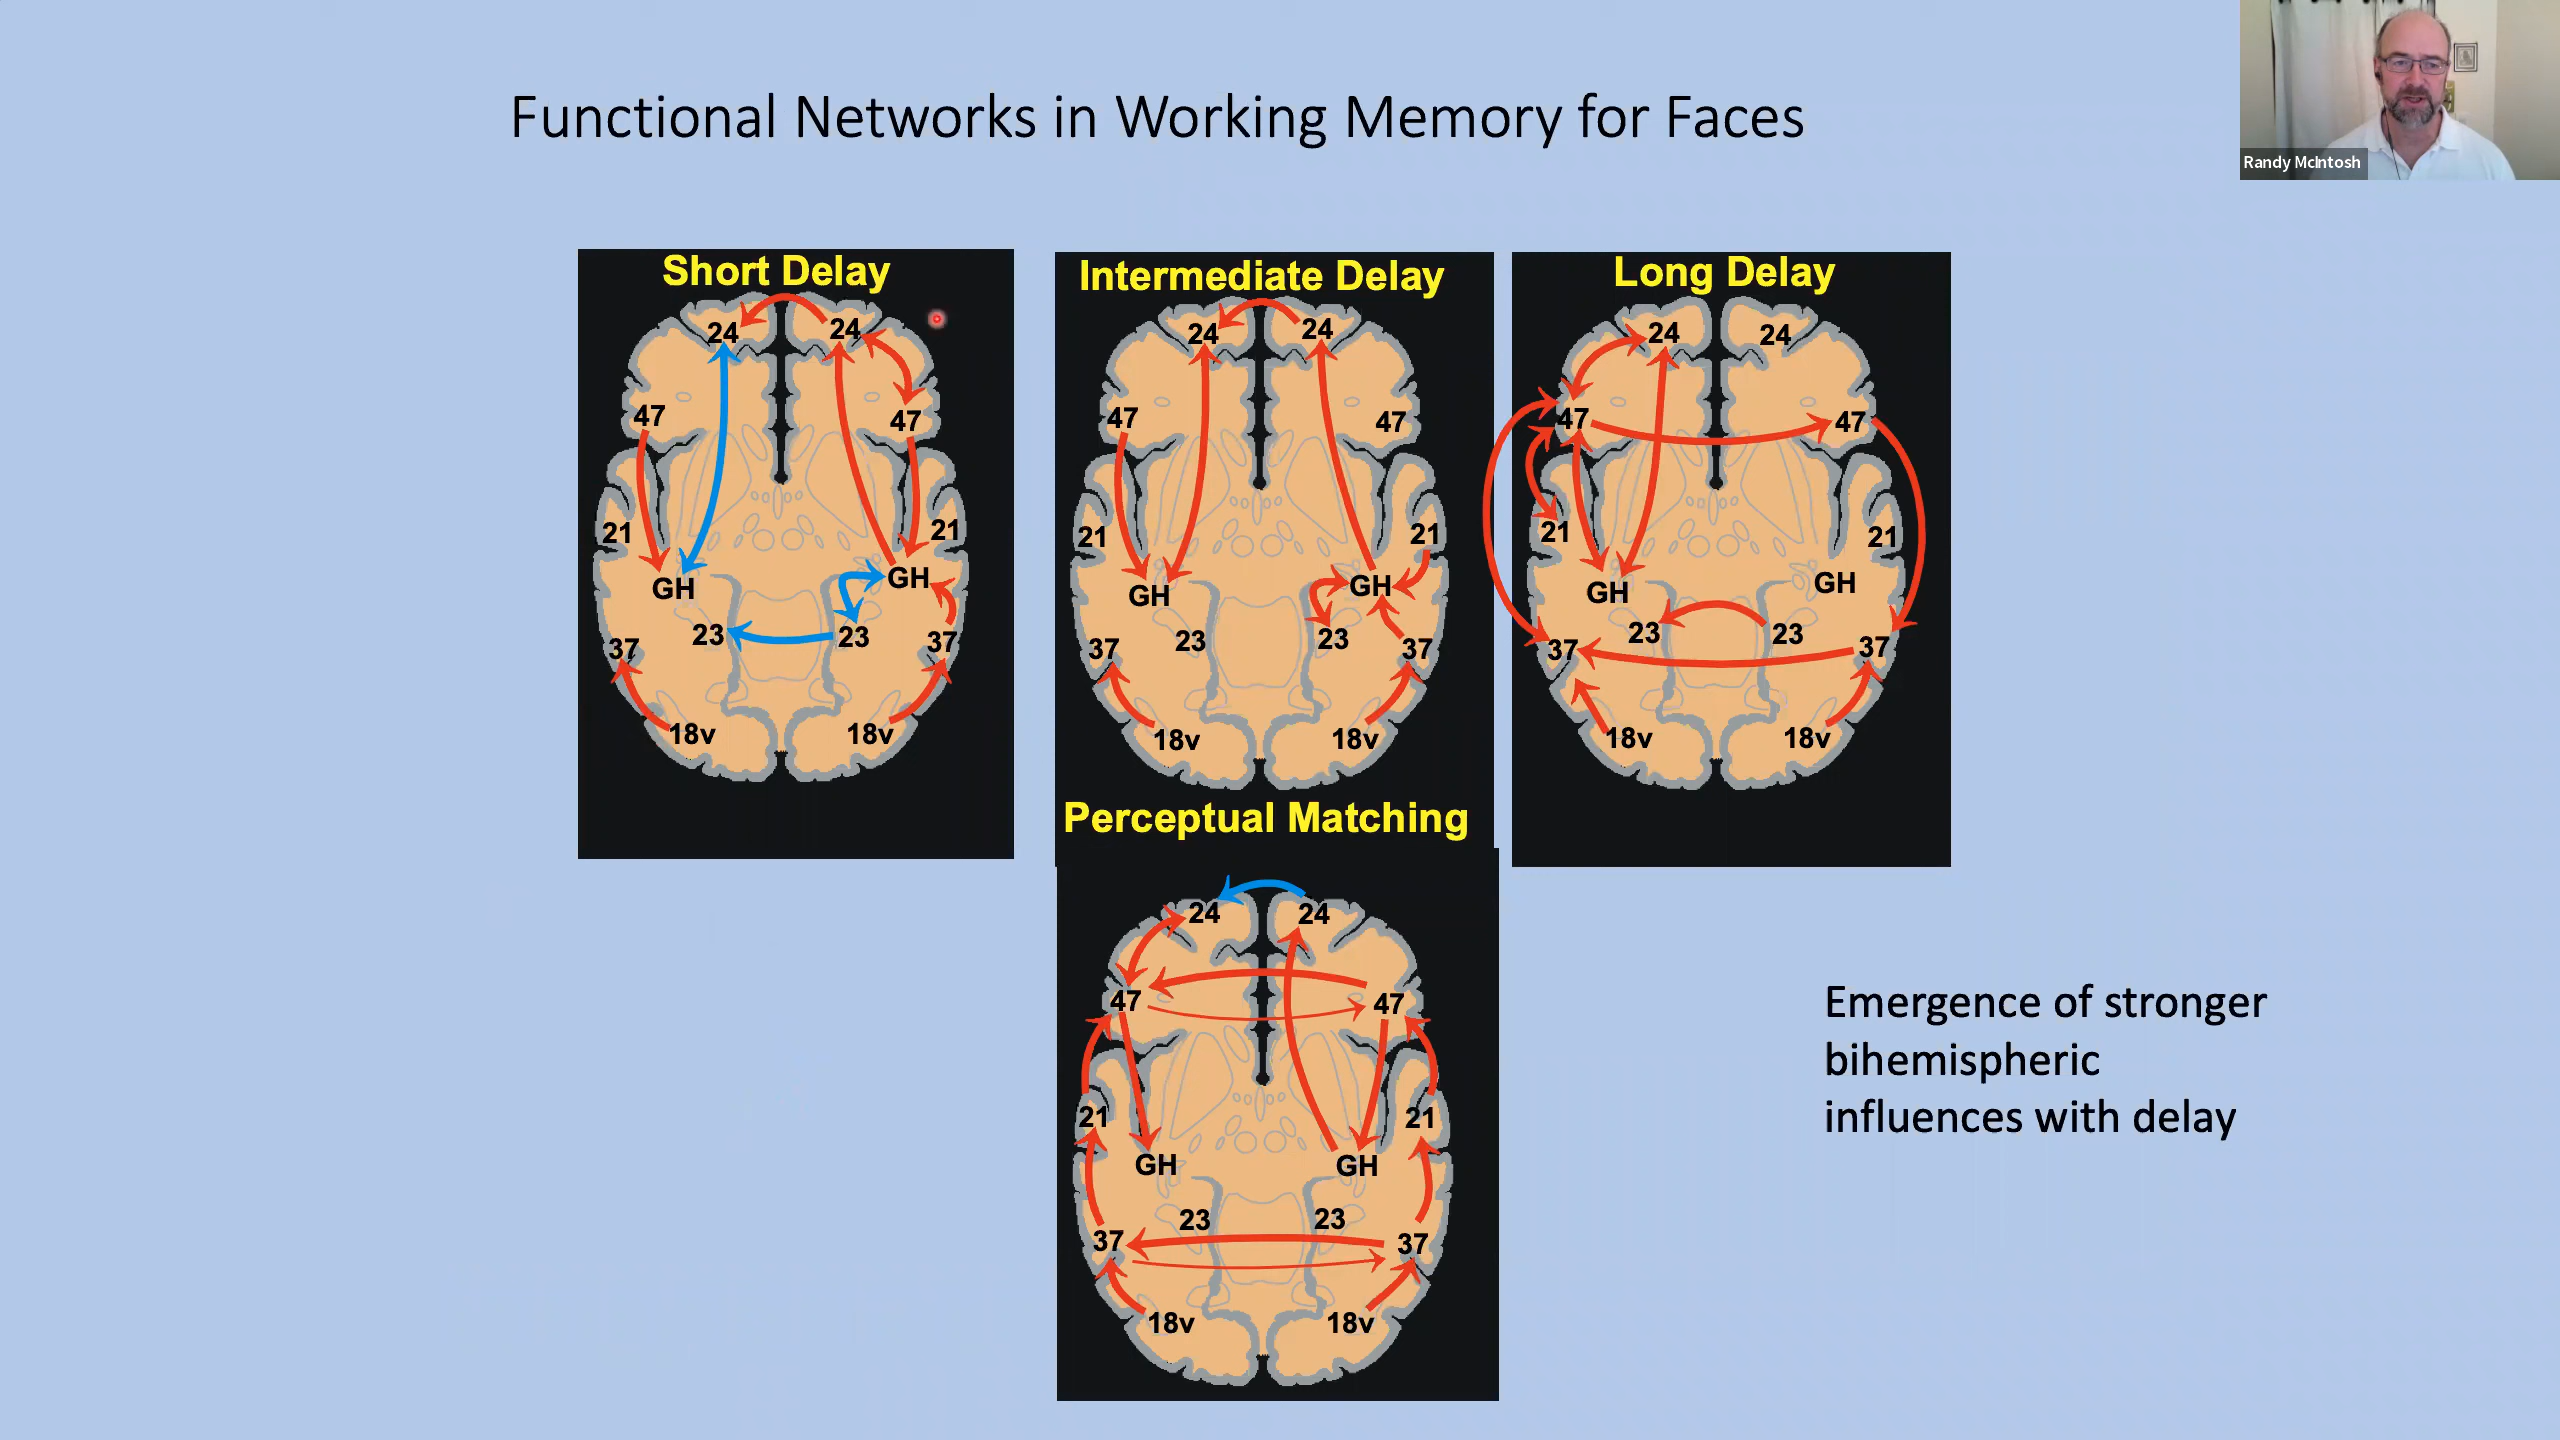 Functional Networks in Working Memory for Faces
Randy McIntosh
Short Delay
24 24
47 47
21 21
GH GH
23 23
37 37
18v 18v
Intermediate Delay
24 24
47 47
21 21
GH GH
23 23
37 37
18v 18v
Long Delay
24 24
47 47
21 21
GH GH
23 23
37 37
18v 18v
Perceptual Matching
24 24
47 47
21 21
GH GH
23 23
37 37
18v 18v
Emergence of stronger
bihemispheric
influences with delay